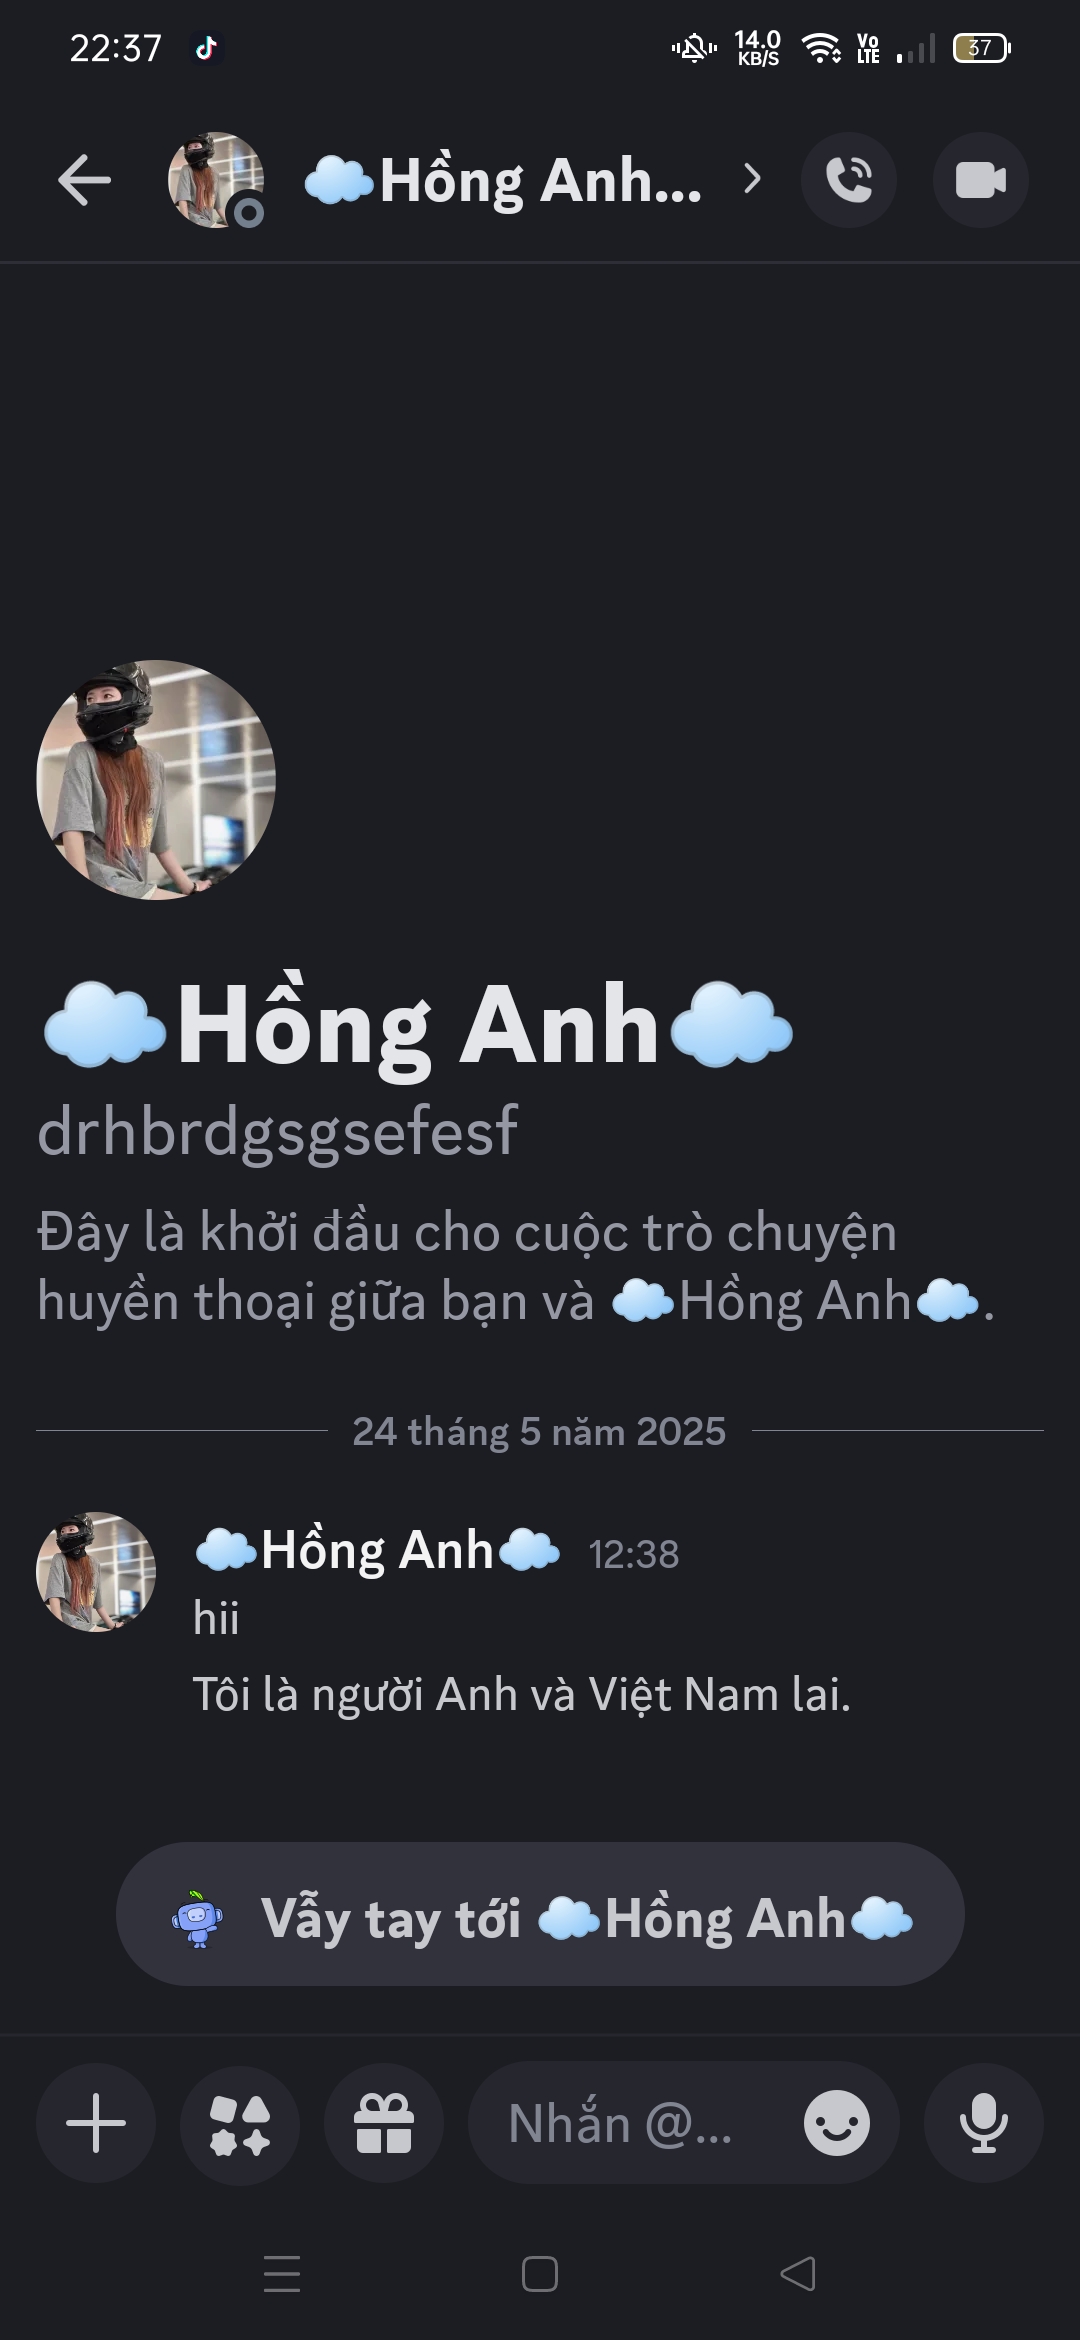 22:37
14.0
KB/S
Vo
LTE
37
☁️Hồng Anh...
☁️Hồng Anh☁️
drhbrdgsgsefesf
Đây là khởi đầu cho cuộc trò chuyện
huyền thoại giữa bạn và ☁️Hồng Anh☁️.
24 tháng 5 năm 2025
☁️Hồng Anh☁️ 12:38
hii
Tôi là người Anh và Việt Nam lai.
Vẫy tay tới ☁️Hồng Anh☁️
Nhắn @...